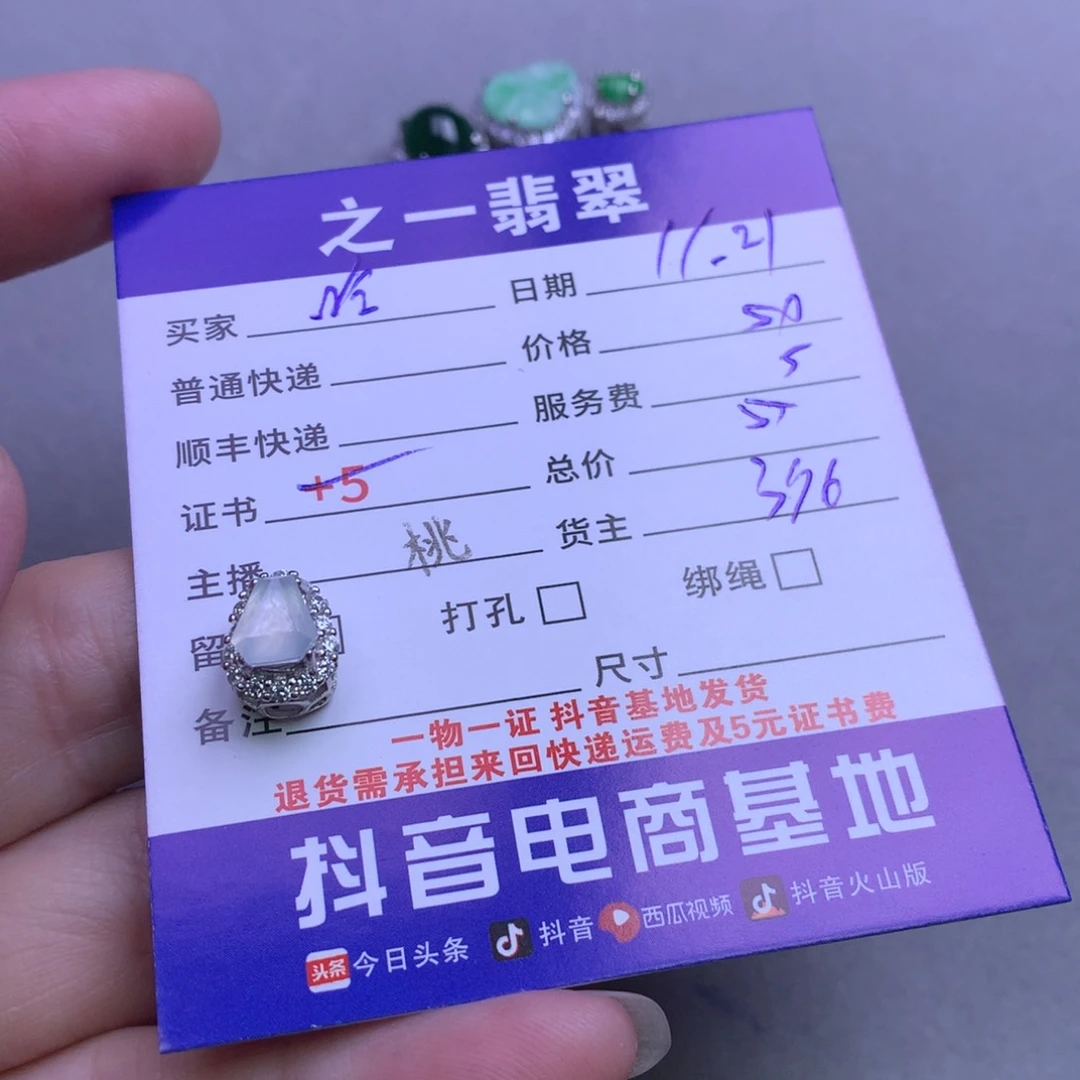 之一翡翠
买家 日期 11.21
普通快递 价格 50
顺丰快递 服务费 5
证书 +5 总价 55
主播 桃 货主 376
留 打孔 绑绳
备注 尺寸
一物一证 抖音基地发货
退货需承担来回快递运费及5元证书费
抖音电商基地
头条 今日头条 抖音 西瓜视频 抖音火山版